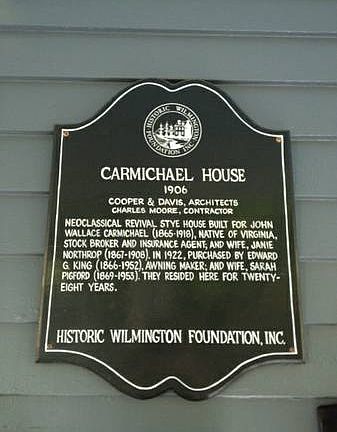 HISTORIC WILMINGTON
FOUNDATION INC.
CARMICHAEL HOUSE
1906
COOPER & DAVIS, ARCHITECTS
CHARLES MOORE, CONTRACTOR
NEOCLASSICAL REVIVAL STYE HOUSE BUILT FOR JOHN
WALLACE CARMICHAEL (1865-1918), NATIVE OF VIRGINIA,
STOCK BROKER AND INSURANCE AGENT; AND WIFE, JANIE
NORTHROP (1867-1908). IN 1922, PURCHASED BY EDWARD
G. KING (1866-1952), AWNING MAKER; AND WIFE, SARAH
PIGFORD (1869-1953). THEY RESIDED HERE FOR TWENTY-
EIGHT YEARS.
HISTORIC WILMINGTON FOUNDATION, INC.